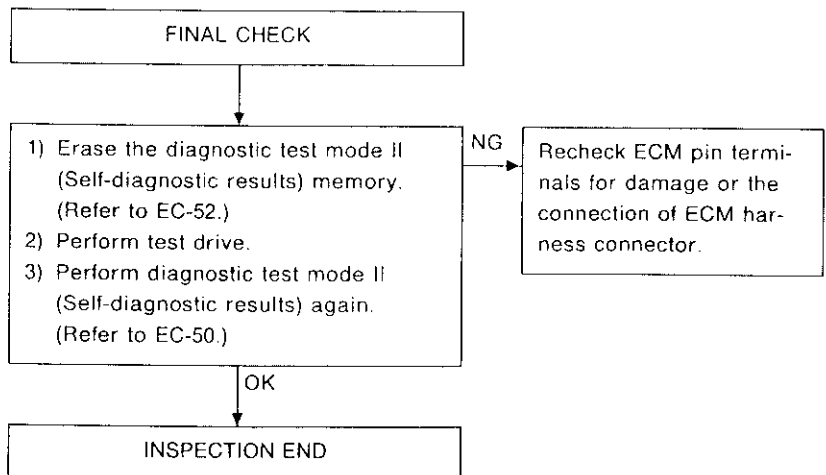 FINAL CHECK
1) Erase the diagnostic test mode II
(Self-diagnostic results) memory.
(Refer to EC-52.)
2) Perform test drive.
3) Perform diagnostic test mode II
(Self-diagnostic results) again.
(Refer to EC-50.)
NG
Recheck ECM pin termi-
nals for damage or the
connection of ECM har-
ness connector.
OK
INSPECTION END